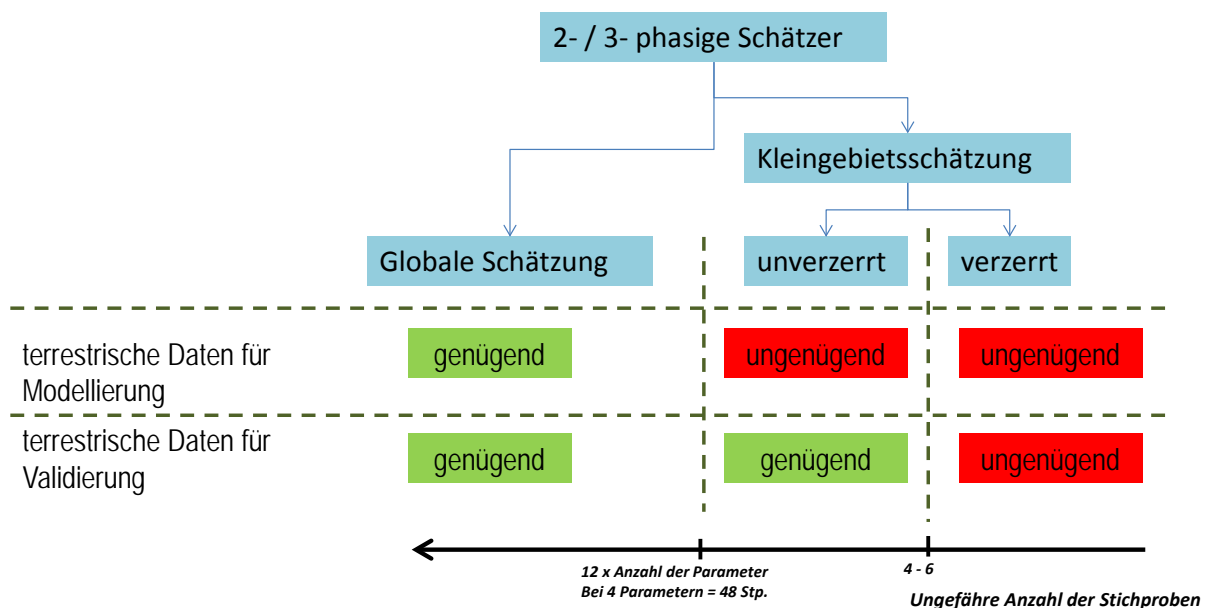 2- / 3- phasige Schätzer
Kleingebietsschätzung
Globale Schätzung
unverzerrt
verzerrt
terrestrische Daten für
Modellierung
genügend
ungenügend
ungenügend
terrestrische Daten für
Validierung
genügend
genügend
ungenügend
12 x Anzahl der Parameter
Bei 4 Parametern = 48 Stp.
4 - 6
Ungefähre Anzahl der Stichproben